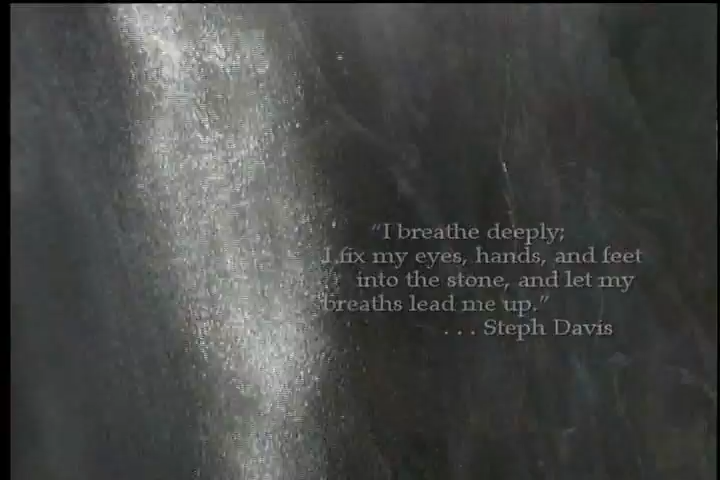 “I breathe deeply;
I fix my eyes, hands, and feet
into the stone, and let my
breaths lead me up.”
. . . Steph Davis